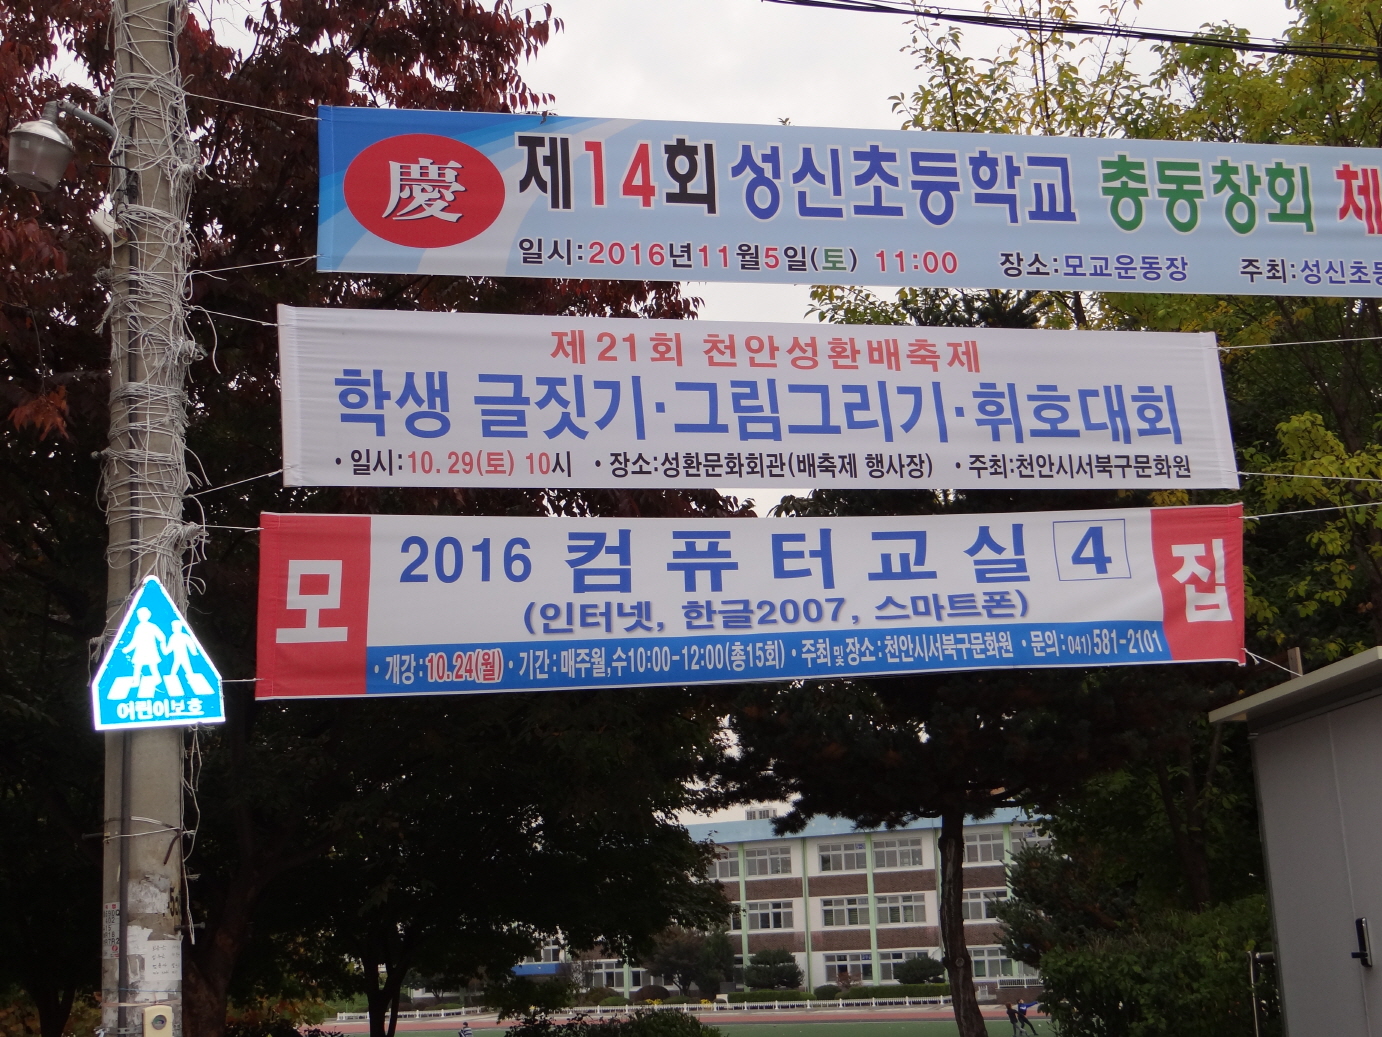 慶 제14회 성신초등학교 총동창회 체
일시:2016년11월5일(토) 11:00 장소:모교운동장 주최:성신초등
제21회 천안성환배축제
학생 글짓기·그림그리기·휘호대회
·일시:10. 29(토) 10시 ·장소:성환문화회관(배축제 행사장) ·주최:천안시서북구문화원
모 2016 컴퓨터교실 4 집
(인터넷, 한글2007, 스마트폰)
·개강:10.24(월) ·기간:매주월,수10:00-12:00(총15회) ·주최및장소:천안시서북구문화원 ·문의:041)581-2101
어린이보호